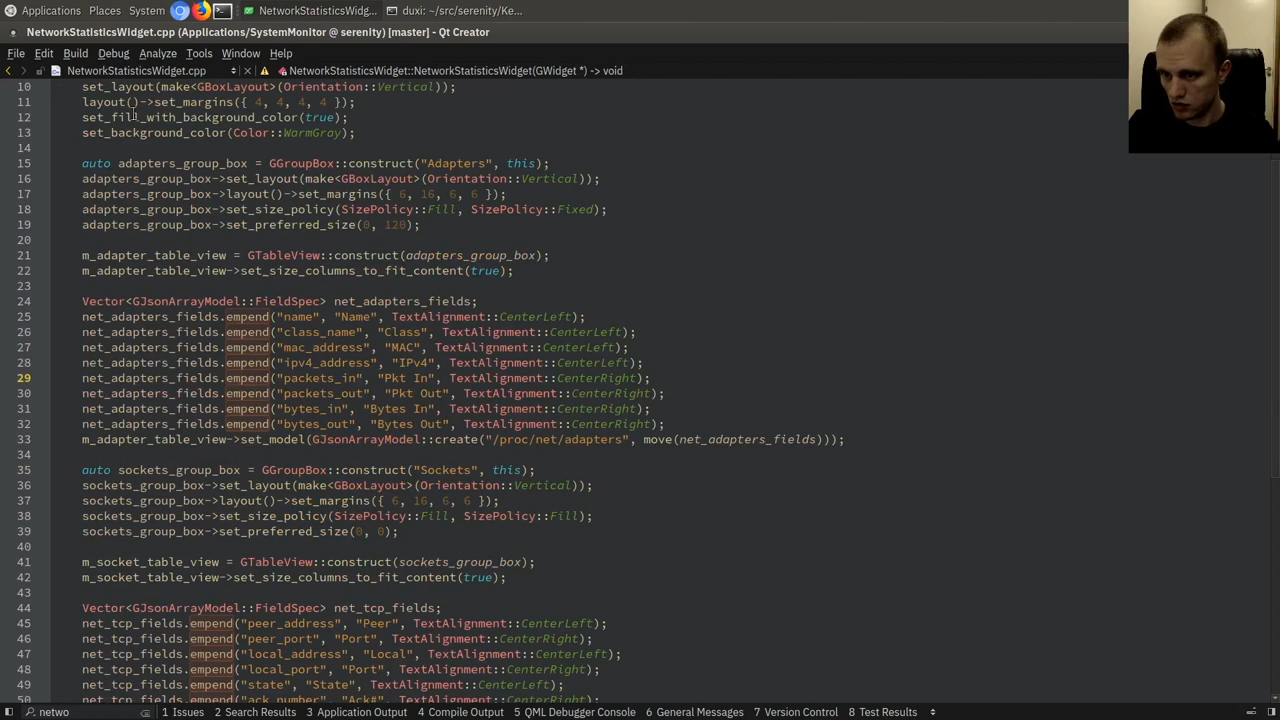 Applications Places System NetworkStatisticsWidg... duxi: ~/src/serenity/Ke...
NetworkStatisticsWidget.cpp (Applications/SystemMonitor @ serenity) [master] - Qt Creator
File Edit Build Debug Analyze Tools Window Help
NetworkStatisticsWidget.cpp NetworkStatisticsWidget::NetworkStatisticsWidget(GWidget *) -> void
10 set_layout(make<GBoxLayout>(Orientation::Vertical));
11 layout()->set_margins({ 4, 4, 4, 4 });
12 set_fill_with_background_color(true);
13 set_background_color(Color::WarmGray);
14
15 auto adapters_group_box = GGroupBox::construct("Adapters", this);
16 adapters_group_box->set_layout(make<GBoxLayout>(Orientation::Vertical));
17 adapters_group_box->layout()->set_margins({ 6, 16, 6, 6 });
18 adapters_group_box->set_size_policy(SizePolicy::Fill, SizePolicy::Fixed);
19 adapters_group_box->set_preferred_size(0, 120);
20
21 m_adapter_table_view = GTableView::construct(adapters_group_box);
22 m_adapter_table_view->set_size_columns_to_fit_content(true);
23
24 Vector<GJsonArrayModel::FieldSpec> net_adapters_fields;
25 net_adapters_fields.empend("name", "Name", TextAlignment::CenterLeft);
26 net_adapters_fields.empend("class_name", "Class", TextAlignment::CenterLeft);
27 net_adapters_fields.empend("mac_address", "MAC", TextAlignment::CenterLeft);
28 net_adapters_fields.empend("ipv4_address", "IPv4", TextAlignment::CenterLeft);
29 net_adapters_fields.empend("packets_in", "Pkt In", TextAlignment::CenterRight);
30 net_adapters_fields.empend("packets_out", "Pkt Out", TextAlignment::CenterRight);
31 net_adapters_fields.empend("bytes_in", "Bytes In", TextAlignment::CenterRight);
32 net_adapters_fields.empend("bytes_out", "Bytes Out", TextAlignment::CenterRight);
33 m_adapter_table_view->set_model(GJsonArrayModel::create("/proc/net/adapters", move(net_adapters_fields)));
34
35 auto sockets_group_box = GGroupBox::construct("Sockets", this);
36 sockets_group_box->set_layout(make<GBoxLayout>(Orientation::Vertical));
37 sockets_group_box->layout()->set_margins({ 6, 16, 6, 6 });
38 sockets_group_box->set_size_policy(SizePolicy::Fill, SizePolicy::Fill);
39 sockets_group_box->set_preferred_size(0, 0);
40
41 m_socket_table_view = GTableView::construct(sockets_group_box);
42 m_socket_table_view->set_size_columns_to_fit_content(true);
43
44 Vector<GJsonArrayModel::FieldSpec> net_tcp_fields;
45 net_tcp_fields.empend("peer_address", "Peer", TextAlignment::CenterLeft);
46 net_tcp_fields.empend("peer_port", "Port", TextAlignment::CenterRight);
47 net_tcp_fields.empend("local_address", "Local", TextAlignment::CenterLeft);
48 net_tcp_fields.empend("local_port", "Port", TextAlignment::CenterRight);
49 net_tcp_fields.empend("state", "State", TextAlignment::CenterLeft);
50 net_tcp_fields.empend("ack_number", "Ack#", TextAlignment::CenterRight);
netwo 1 Issues 2 Search Results 3 Application Output 4 Compile Output 5 QML Debugger Console 6 General Messages 7 Version Control 8 Test Results